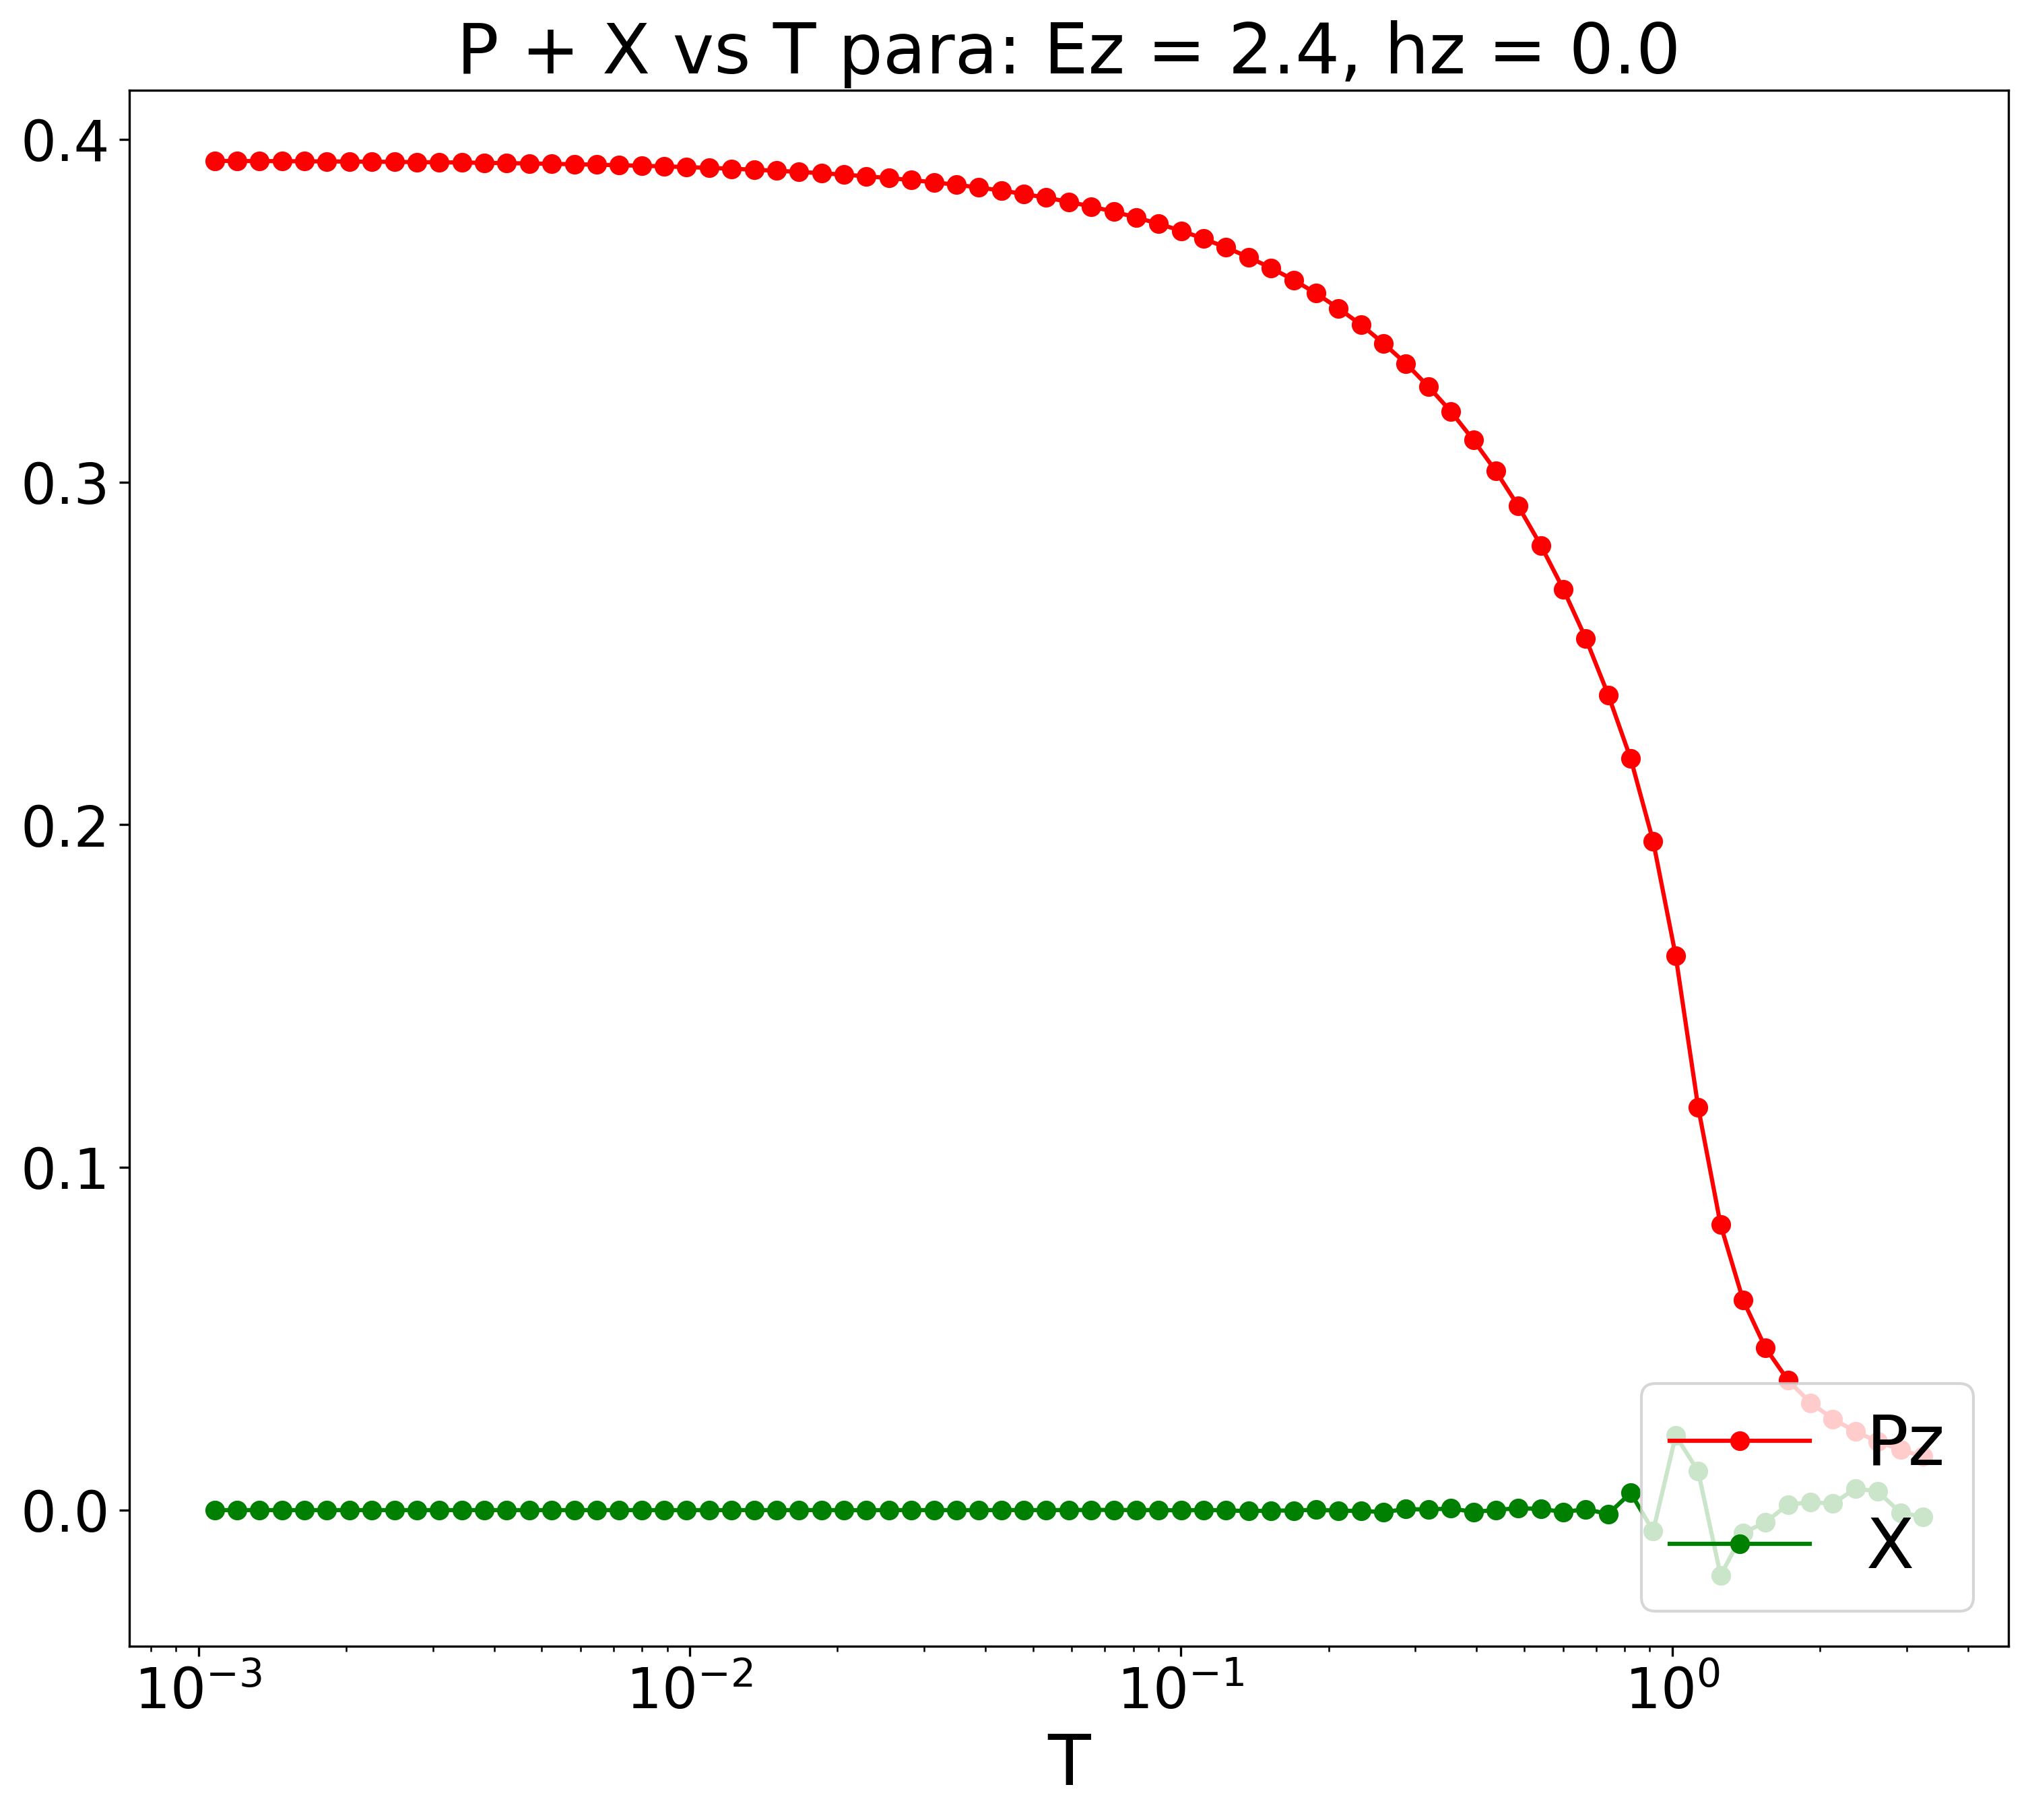 P + X vs T para: Ez = 2.4, hz = 0.0
0.4
0.3
0.2
0.1
0.0
Pz
X
10⁻³ 10⁻² 10⁻¹ 10⁰
T